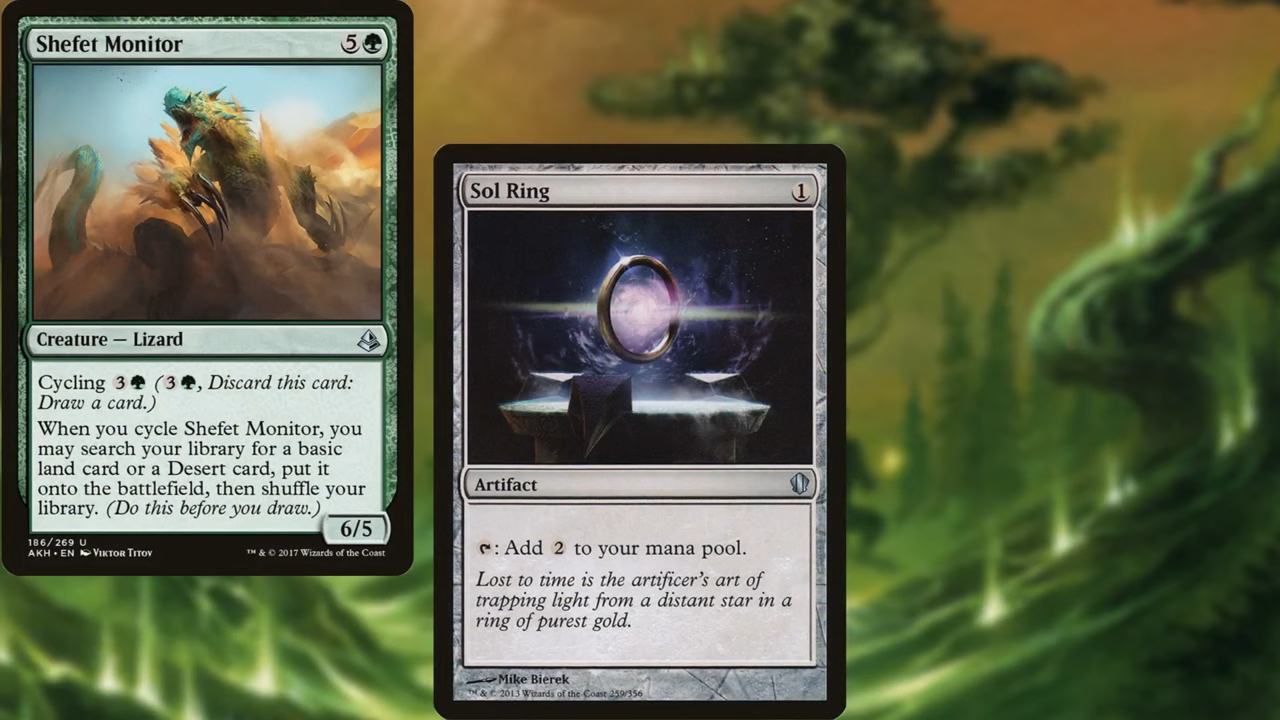 Shefet Monitor 5
Creature — Lizard
Cycling 3 (3, Discard this card:
Draw a card.)
When you cycle Shefet Monitor, you
may search your library for a basic
land card or a Desert card, put it
onto the battlefield, then shuffle your
library. (Do this before you draw.)
6/5
186/269 U
AKH • EN Viktor Titov
™ & © 2017 Wizards of the Coast
Sol Ring 1
Artifact
: Add 2 to your mana pool.
Lost to time is the artificer's art of
trapping light from a distant star in a
ring of purest gold.
Mike Bierek
™ & © 2013 Wizards of the Coast 259/356